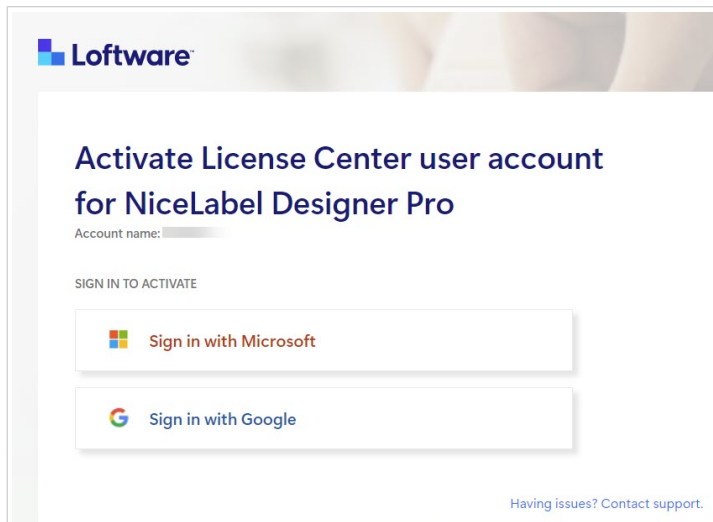 Loftware
Activate License Center user account
for NiceLabel Designer Pro
Account name:
SIGN IN TO ACTIVATE
Sign in with Microsoft
Sign in with Google
Having issues? Contact support.